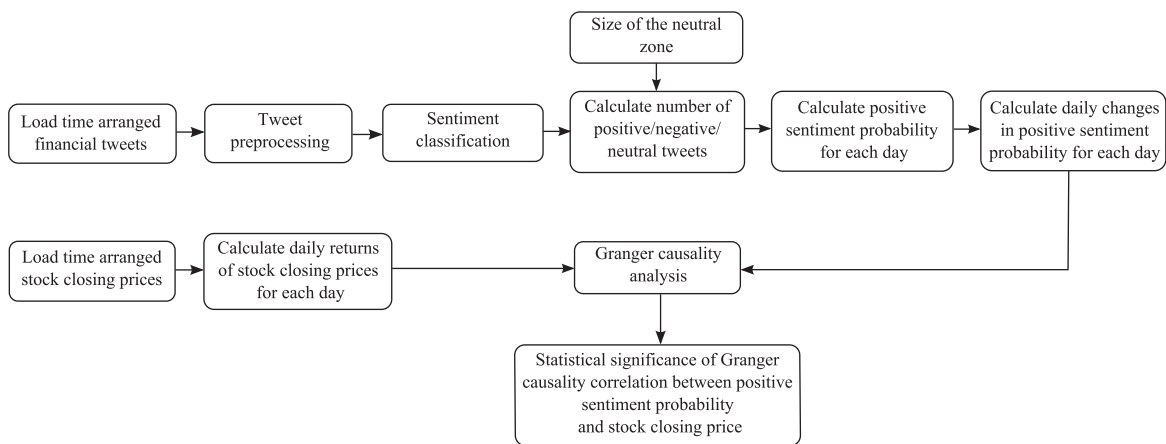 Size of the neutral
zone
Load time arranged
financial tweets
Tweet
preprocessing
Sentiment
classification
Calculate number of
positive/negative/
neutral tweets
Calculate positive
sentiment probability
for each day
Calculate daily changes
in positive sentiment
probability for each day
Load time arranged
stock closing prices
Calculate daily returns
of stock closing prices
for each day
Granger causality
analysis
Statistical significance of Granger
causality correlation between positive
sentiment probability
and stock closing price